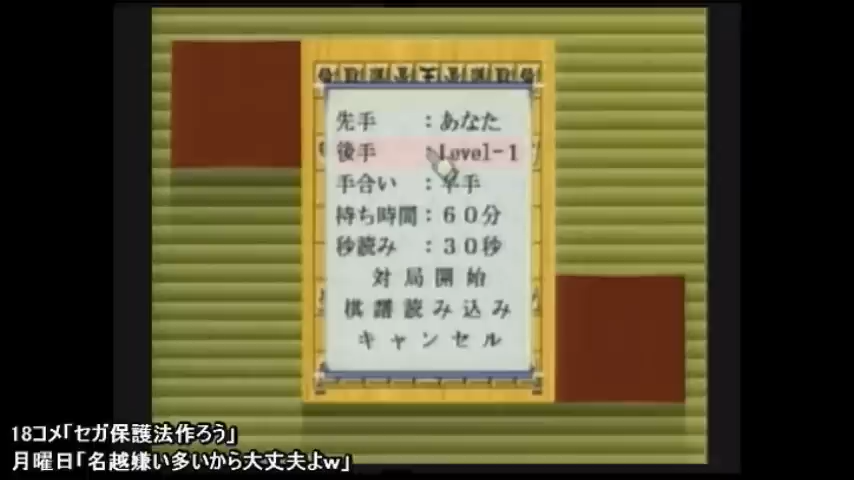 先手　：あなた
後手　：Level-1
手合い　：平手
持ち時間：６０分
秒読み　：３０秒
対局開始
棋譜読み込み
キャンセル
18コメ「セガ保護法作ろう」
月曜日「名越嫌い多いから大丈夫よw」